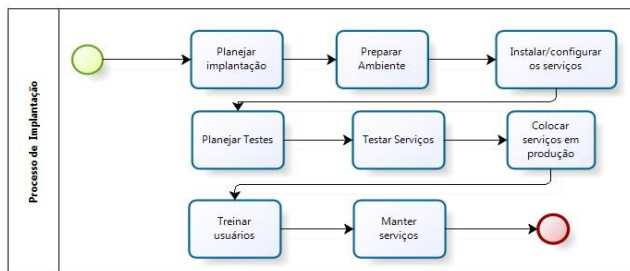 Processo de Implantação
Planejar
implantação
Preparar
Ambiente
Instalar/configurar
os serviços
Planejar Testes
Testar Serviços
Colocar
serviços em
produção
Treinar
usuários
Manter
serviços